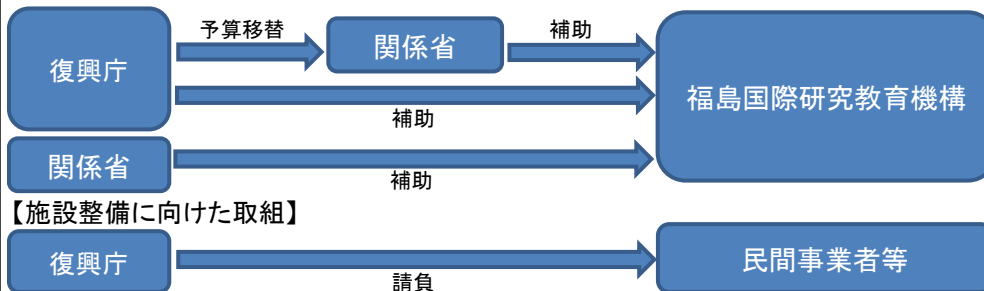 予算移替
補助
復興庁
関係省
福島国際研究教育機構
補助
関係省
補助
【施設整備に向けた取組】
復興庁
民間事業者等
請負